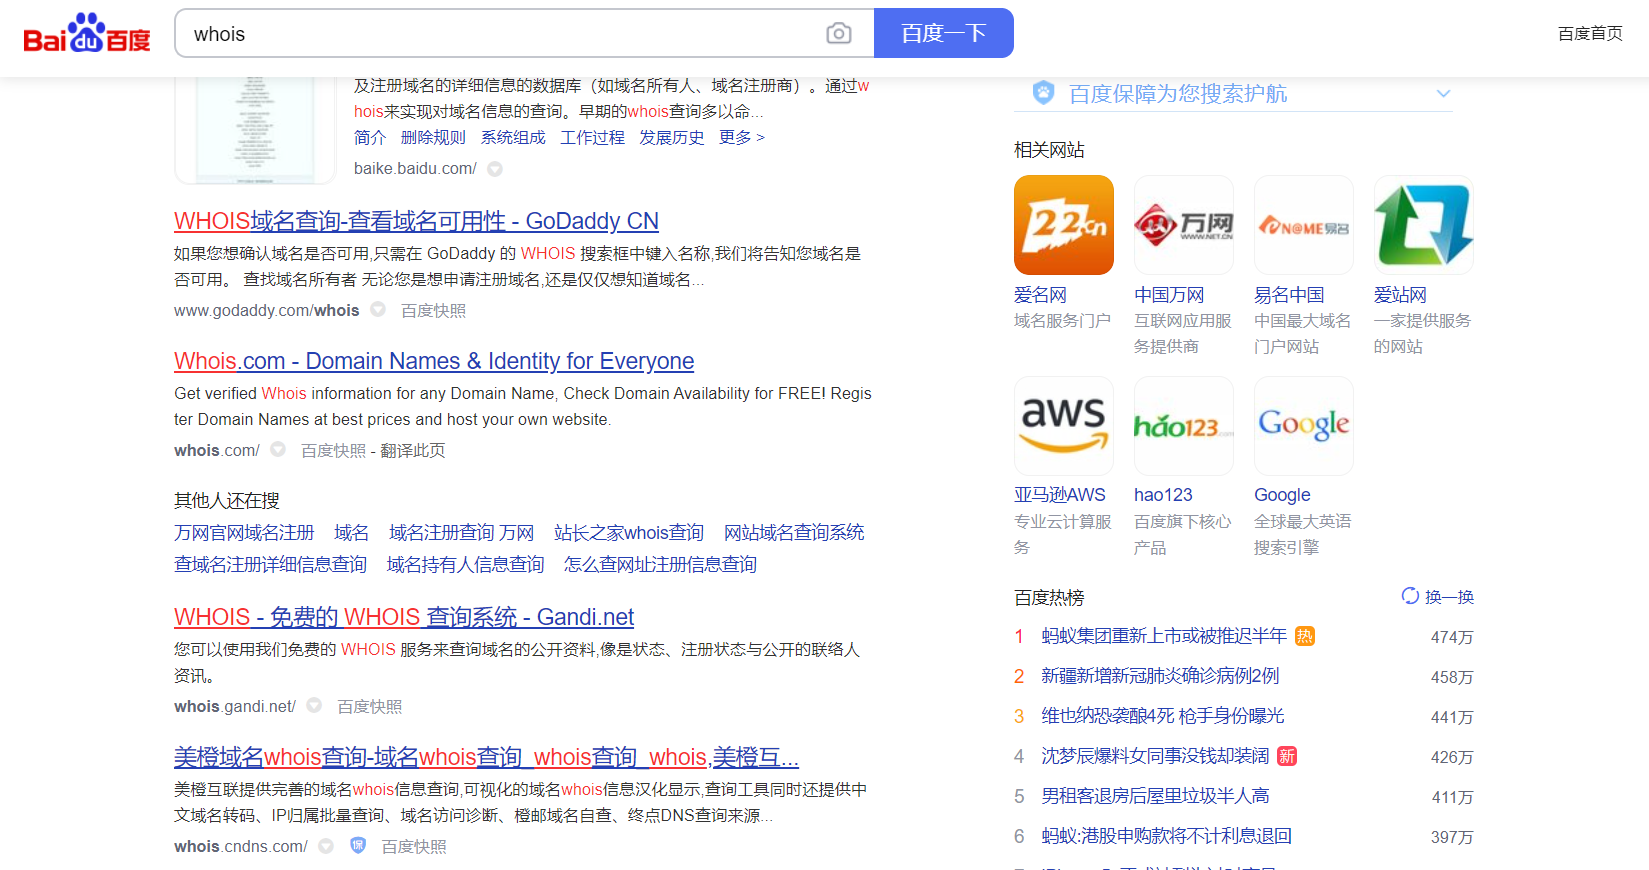 Bai du 百度
whois
百度一下
百度首页
及注册域名的详细信息的数据库（如域名所有人、域名注册商）。通过w
hois来实现对域名信息的查询。早期的whois查询多以命...
简介 删除规则 系统组成 工作过程 发展历史 更多 >
baike.baidu.com/
WHOIS域名查询-查看域名可用性 - GoDaddy CN
如果您想确认域名是否可用,只需在 GoDaddy 的 WHOIS 搜索框中键入名称,我们将告知您域名是
否可用。 查找域名所有者 无论您是想申请注册域名,还是仅仅想知道域名...
www.godaddy.com/whois 百度快照
Whois.com - Domain Names & Identity for Everyone
Get verified Whois information for any Domain Name, Check Domain Availability for FREE! Regis
ter Domain Names at best prices and host your own website.
whois.com/ 百度快照 - 翻译此页
其他人还在搜
万网官网域名注册 域名 域名注册查询 万网 站长之家whois查询 网站域名查询系统
查域名注册详细信息查询 域名持有人信息查询 怎么查网址注册信息查询
WHOIS - 免费的 WHOIS 查询系统 - Gandi.net
您可以使用我们免费的 WHOIS 服务来查询域名的公开资料,像是状态、注册状态与公开的联络人
资讯。
whois.gandi.net/ 百度快照
美橙域名whois查询-域名whois查询_whois查询_whois,美橙互...
美橙互联提供完善的域名whois信息查询,可视化的域名whois信息汉化显示,查询工具同时还提供中
文域名转码、IP归属批量查询、域名访问诊断、橙邮域名自查、终点DNS查询来源...
whois.cndns.com/ 保 百度快照
百度保障为您搜索护航
相关网站
22.cn
万网
WWW.NET.CN
N@ME易名
爱名网 中国万网 易名中国 爱站网
域名服务门户 互联网应用服 中国最大域名 一家提供服务
务提供商 门户网站 的网站
aws
hao123.com
Google
亚马逊AWS hao123 Google
专业云计算服 百度旗下核心 全球最大英语
务 产品 搜索引擎
百度热榜 换一换
1 蚂蚁集团重新上市或被推迟半年 热 474万
2 新疆新增新冠肺炎确诊病例2例 458万
3 维也纳恐袭酿4死 枪手身份曝光 441万
4 沈梦辰爆料女同事没钱却装阔 新 426万
5 男租客退房后屋里垃圾半人高 411万
6 蚂蚁:港股申购款将不计利息退回 397万